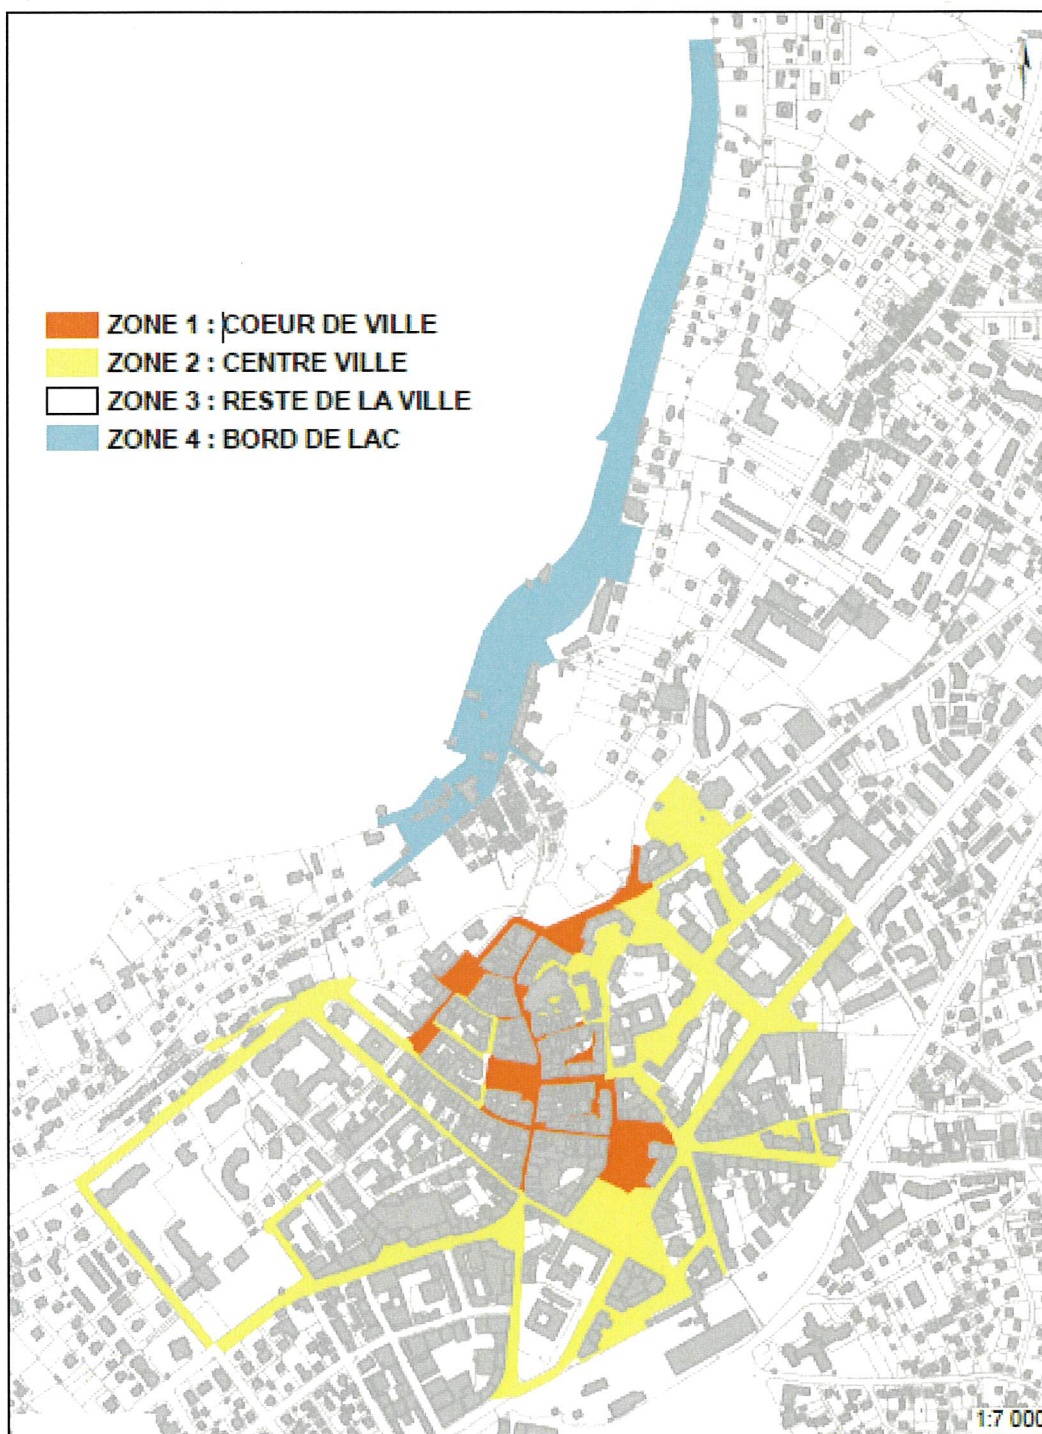 ZONE 1 : COEUR DE VILLE
ZONE 2 : CENTRE VILLE
ZONE 3 : RESTE DE LA VILLE
ZONE 4 : BORD DE LAC
1:7 000